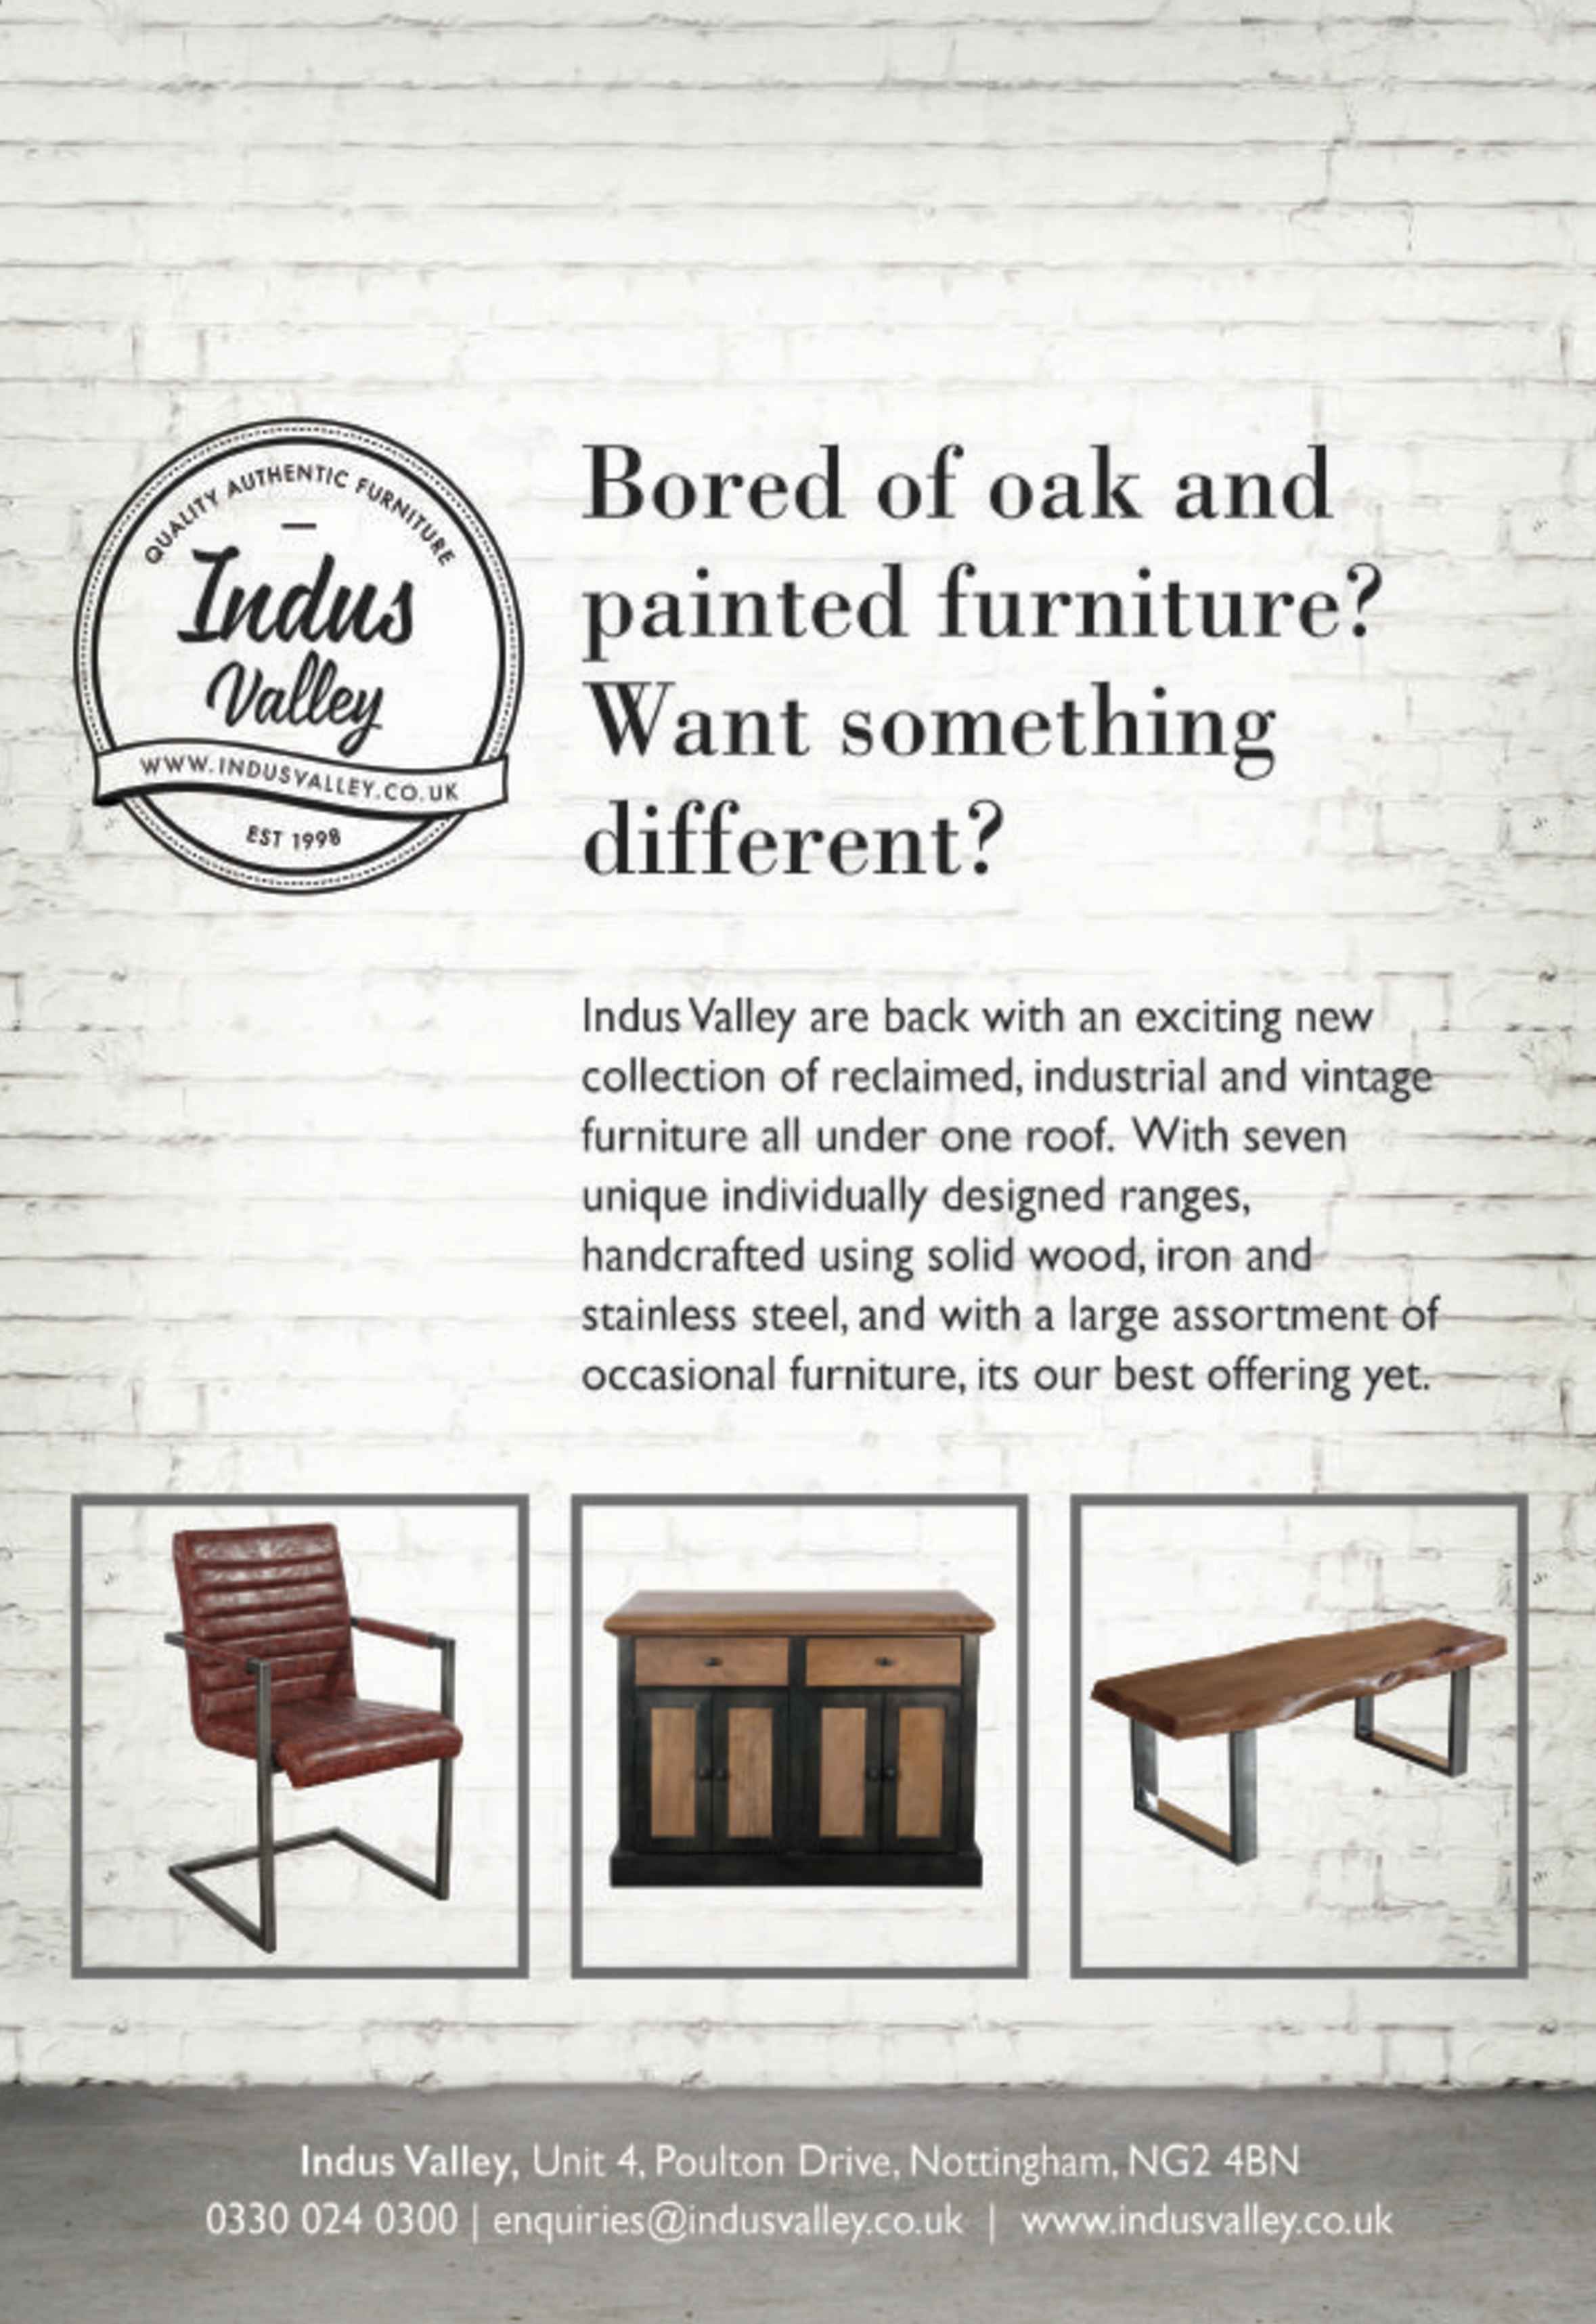 QUALITY AUTHENTIC FURNITURE
Indus
Valley
WWW.INDUSVALLEY.CO.UK
EST 1998
Bored of oak and
painted furniture?
Want something
different?
Indus Valley are back with an exciting new
collection of reclaimed, industrial and vintage
furniture all under one roof. With seven
unique individually designed ranges,
handcrafted using solid wood, iron and
stainless steel, and with a large assortment of
occasional furniture, its our best offering yet.
Indus Valley, Unit 4, Poulton Drive, Nottingham, NG2 4BN
0330 024 0300 | enquiries@indusvalley.co.uk | www.indusvalley.co.uk